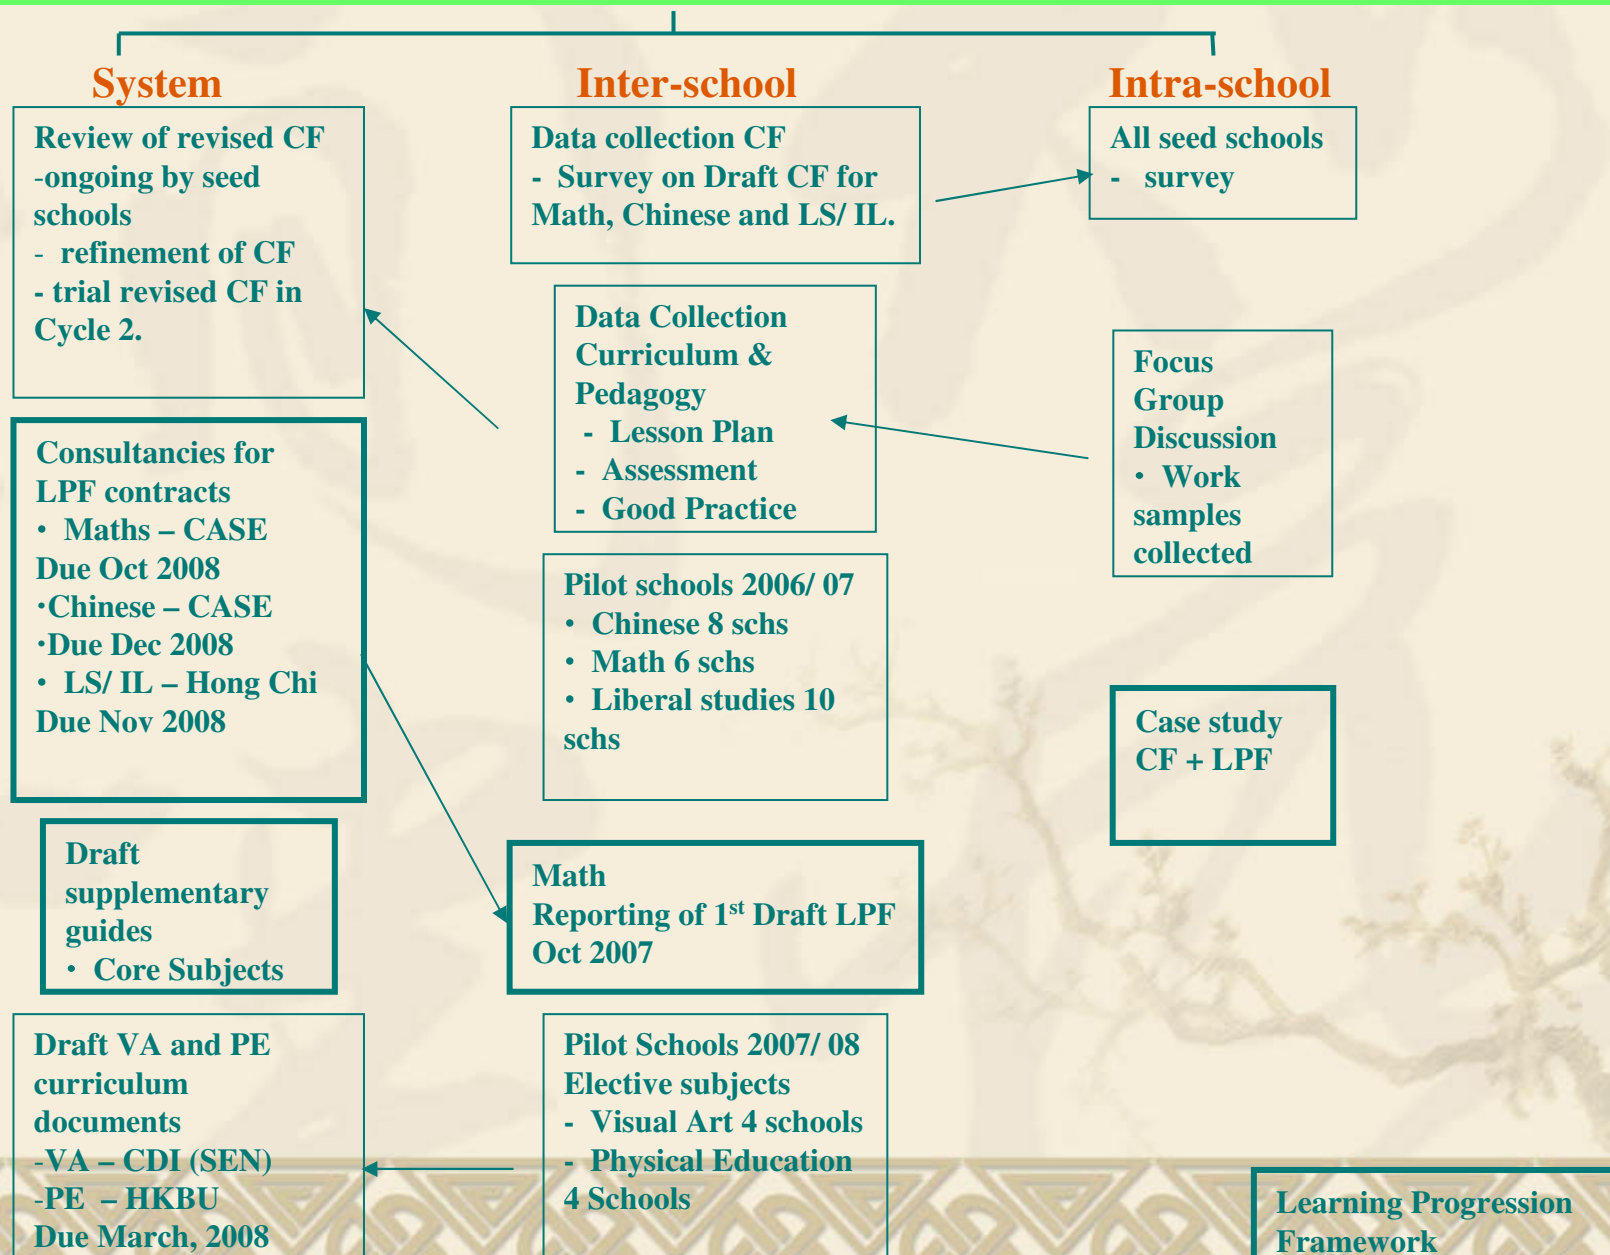 System
Review of revised CF
-ongoing by seed
schools
- refinement of CF
- trial revised CF in
Cycle 2.
Consultancies for
LPF contracts
• Maths – CASE
Due Oct 2008
•Chinese – CASE
•Due Dec 2008
• LS/ IL – Hong Chi
Due Nov 2008
Draft
supplementary
guides
• Core Subjects
Draft VA and PE
curriculum
documents
-VA – CDI (SEN)
-PE – HKBU
Due March, 2008
Inter-school
Data collection CF
- Survey on Draft CF for
Math, Chinese and LS/ IL.
Data Collection
Curriculum &
Pedagogy
- Lesson Plan
- Assessment
- Good Practice
Pilot schools 2006/ 07
• Chinese 8 schs
• Math 6 schs
• Liberal studies 10
schs
Math
Reporting of 1st Draft LPF
Oct 2007
Pilot Schools 2007/ 08
Elective subjects
- Visual Art 4 schools
- Physical Education
4 Schools
Intra-school
All seed schools
- survey
Focus
Group
Discussion
• Work
samples
collected
Case study
CF + LPF
Learning Progression
Framework